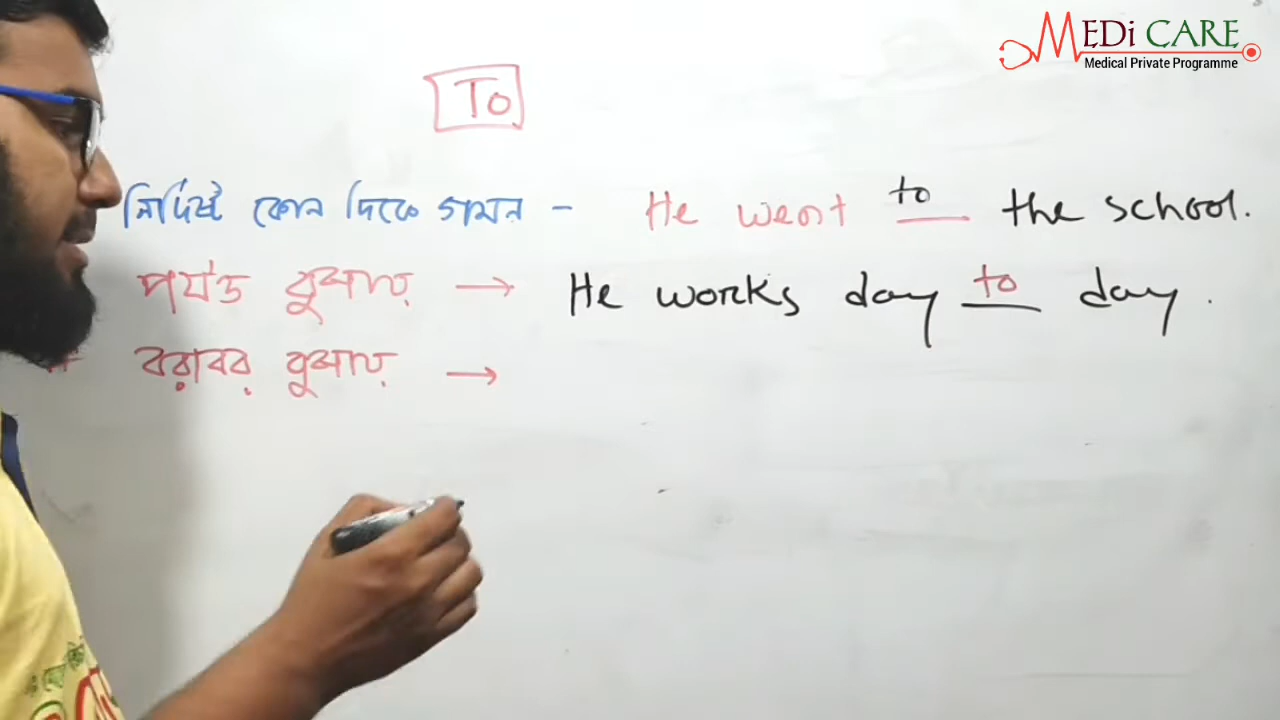 MEDi CARE
Medical Private Programme
To
নির্দিষ্ট কোন দিকে গমন - He went to the school.
পর্যন্ত বুঝাতে → He works day to day.
বরাবর বুঝাতে →